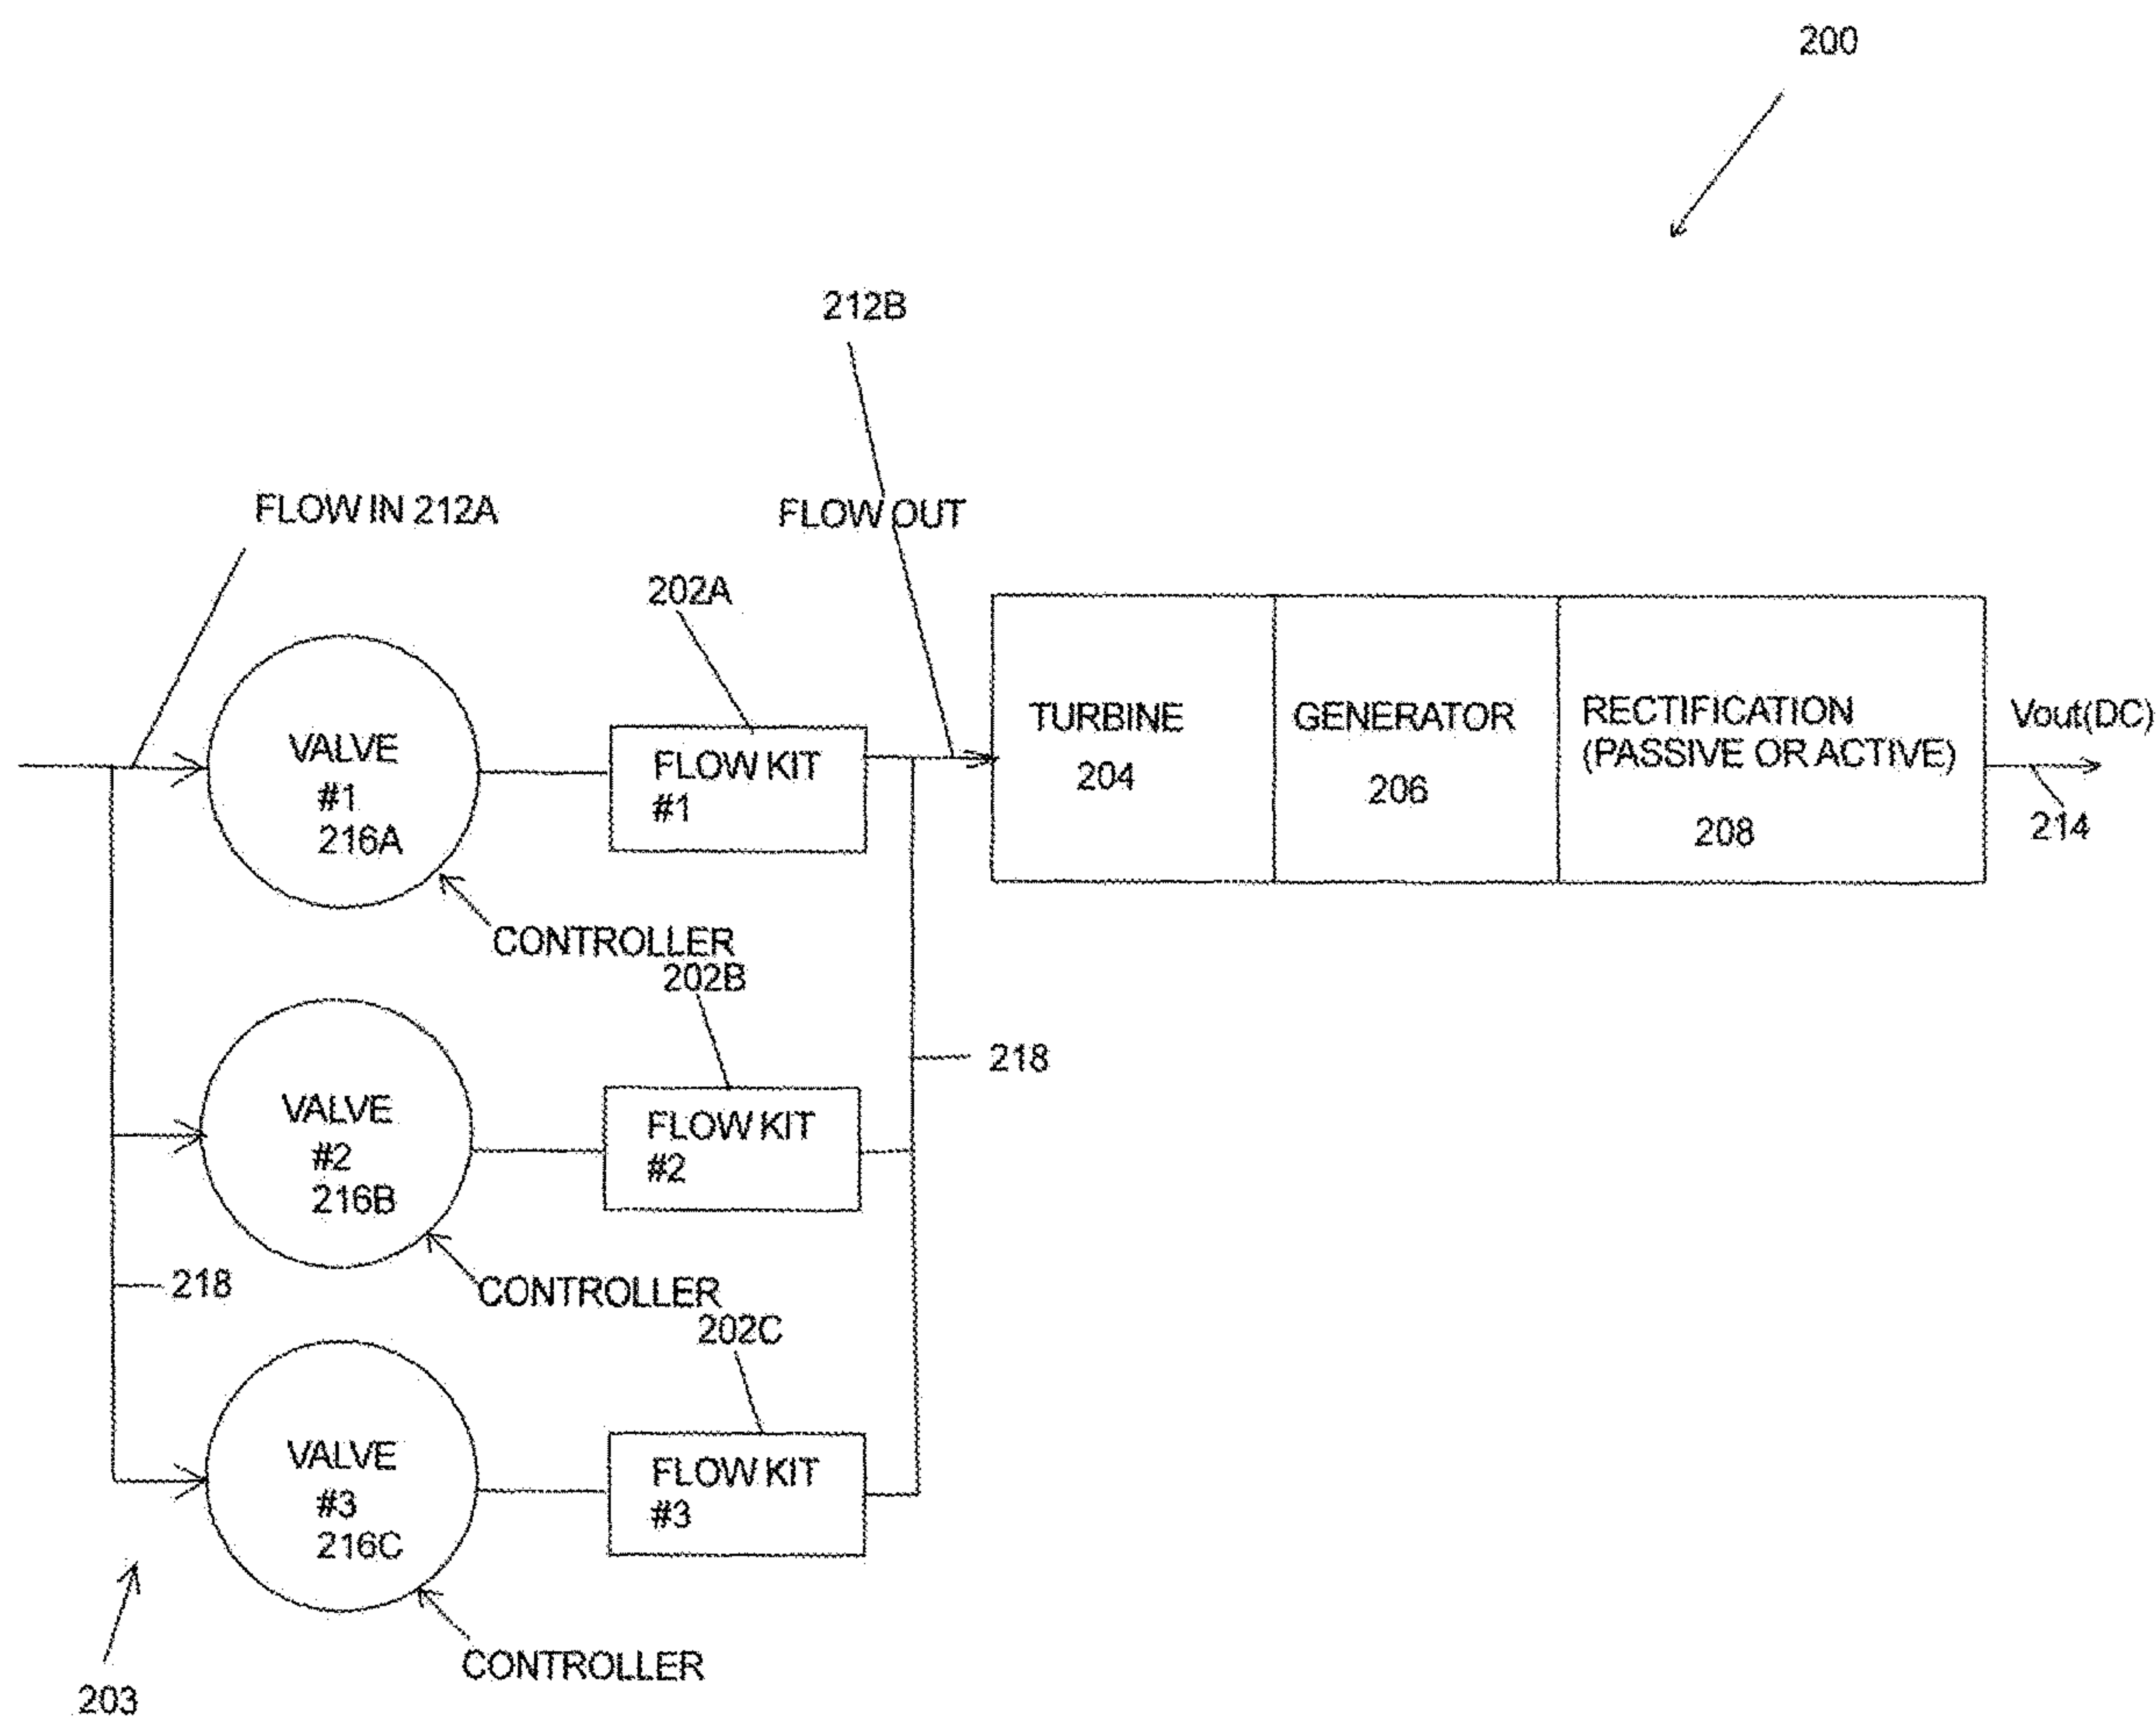 200
212B
FLOW IN 212A
FLOW OUT
202A
VALVE
#1
216A
FLOW KIT
#1
TURBINE
204
GENERATOR
206
RECTIFICATION
(PASSIVE OR ACTIVE)
208
Vout(DC)
214
CONTROLLER
202B
VALVE
#2
216B
FLOW KIT
#2
218
218
CONTROLLER
202C
VALVE
#3
216C
FLOW KIT
#3
CONTROLLER
203